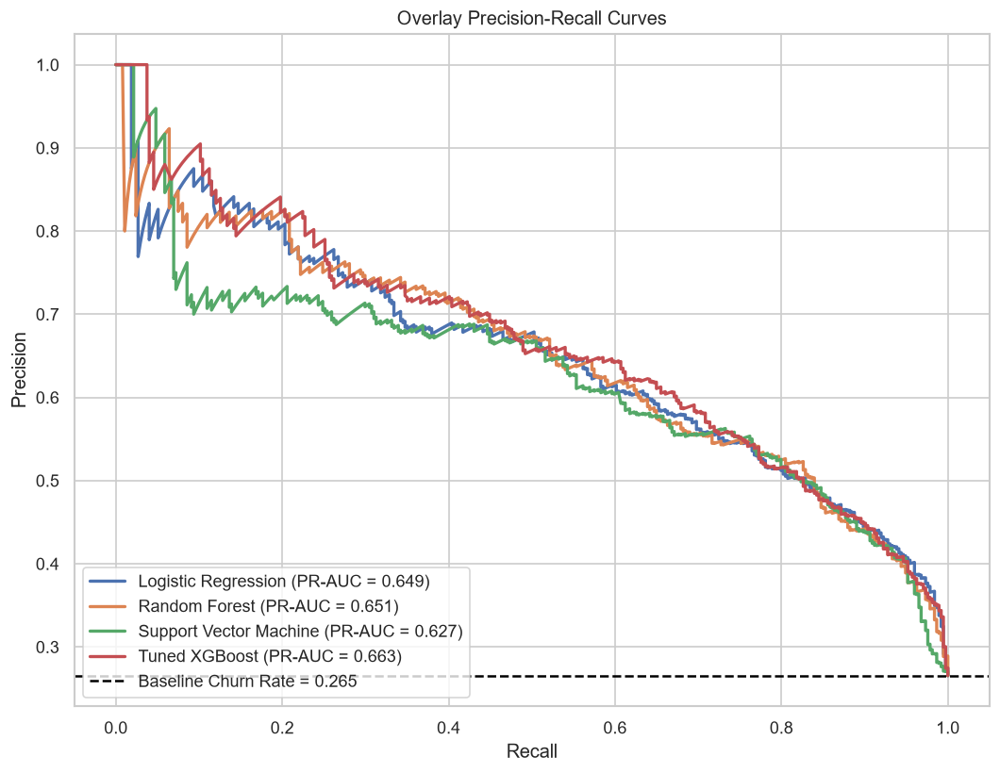 Overlay Precision-Recall Curves
Precision
1.0
0.9
0.8
0.7
0.6
0.5
0.4
0.3
Logistic Regression (PR-AUC = 0.649)
Random Forest (PR-AUC = 0.651)
Support Vector Machine (PR-AUC = 0.627)
Tuned XGBoost (PR-AUC = 0.663)
Baseline Churn Rate = 0.265
0.0 0.2 0.4 0.6 0.8 1.0
Recall